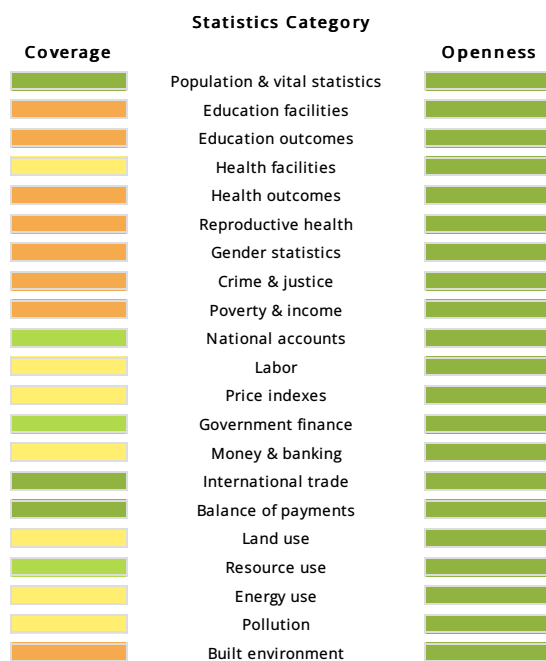 Statistics Category
Coverage
Openness
Population & vital statistics
Education facilities
Education outcomes
Health facilities
Health outcomes
Reproductive health
Gender statistics
Crime & justice
Poverty & income
National accounts
Labor
Price indexes
Government finance
Money & banking
International trade
Balance of payments
Land use
Resource use
Energy use
Pollution
Built environment